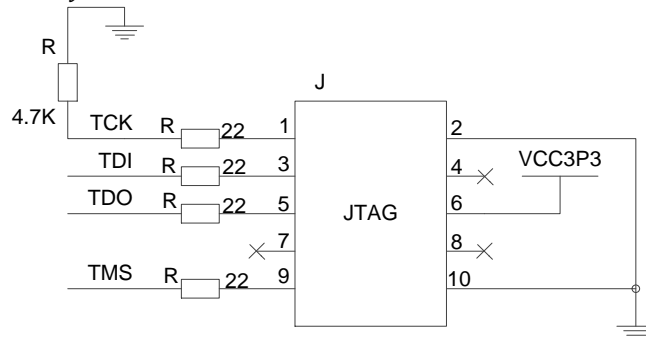 R
J
4.7K TCK R 22 1 2
TDI R 22 3 4 VCC3P3
TDO R 22 5 JTAG 6
7 8
TMS R 22 9 10